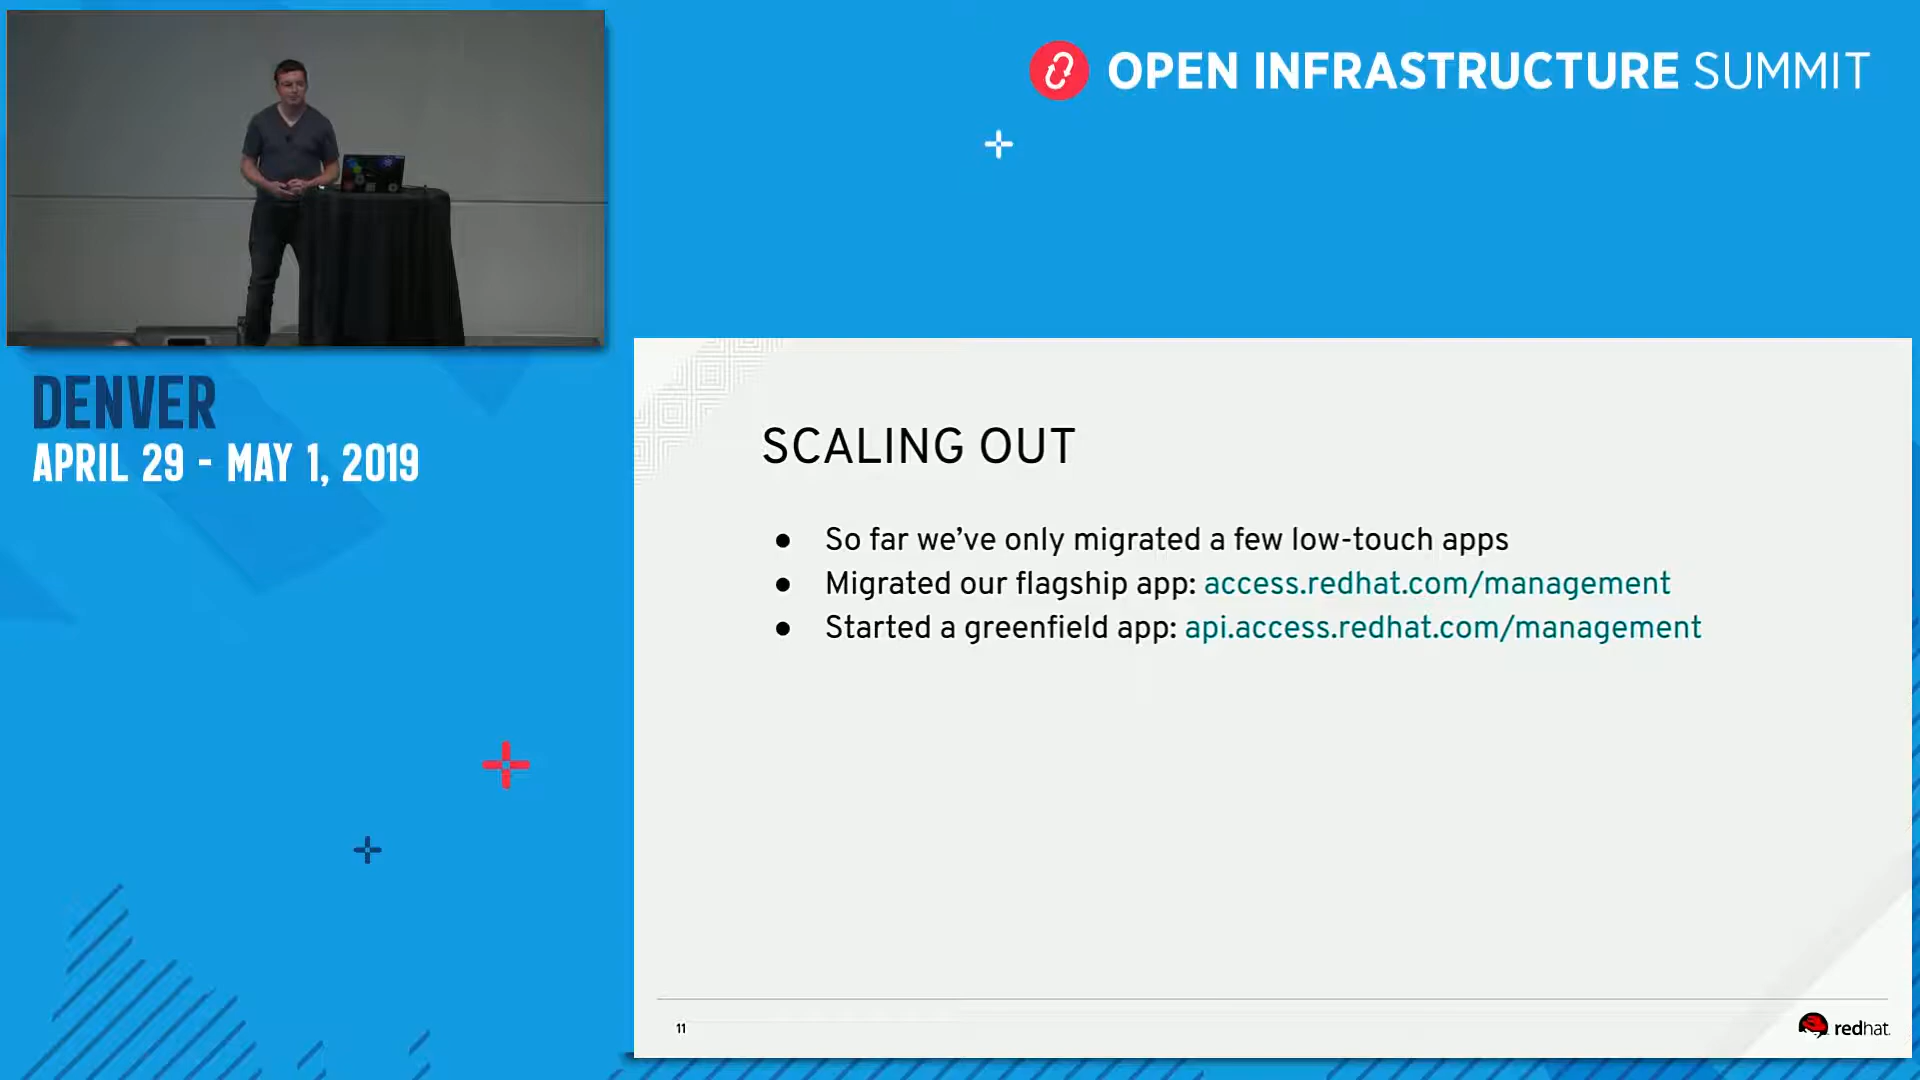 OPEN INFRASTRUCTURE SUMMIT
DENVER
APRIL 29 - MAY 1, 2019
SCALING OUT
● So far we’ve only migrated a few low-touch apps
● Migrated our flagship app: access.redhat.com/management
● Started a greenfield app: api.access.redhat.com/management
11
redhat.